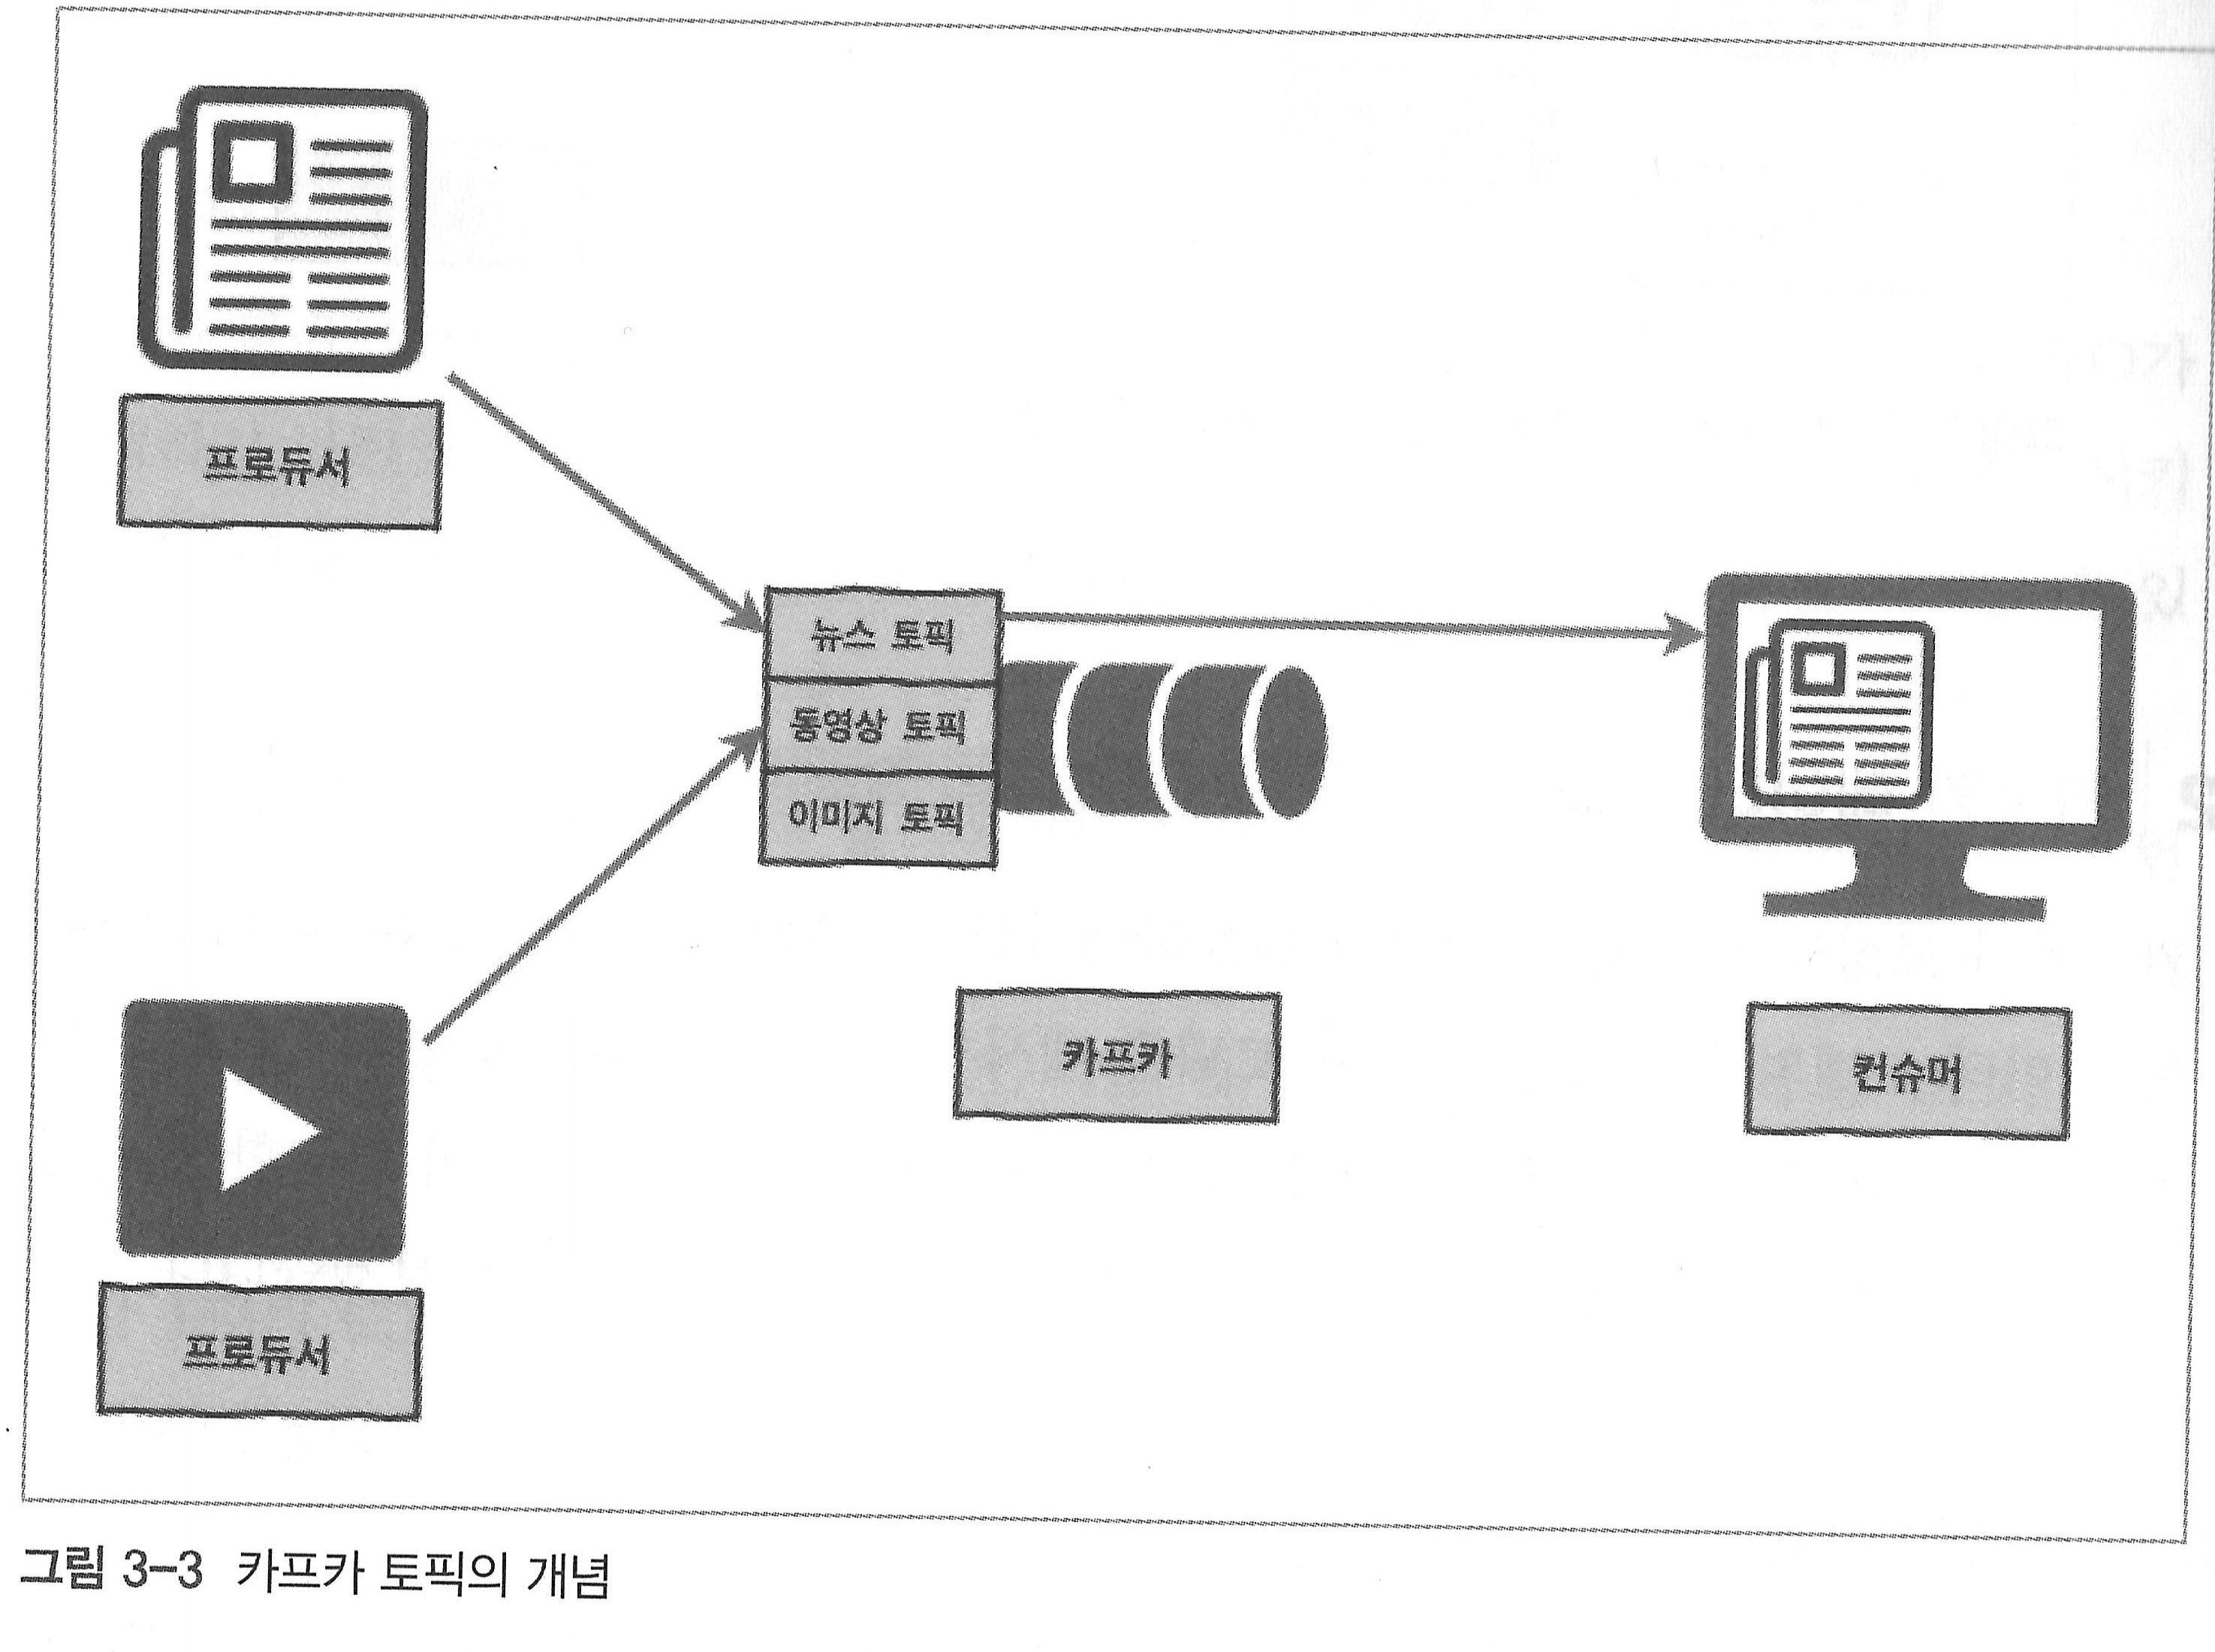 프로듀서
뉴스 토픽
동영상 토픽
이미지 토픽
카프카
컨슈머
프로듀서
그림 3-3 카프카 토픽의 개념